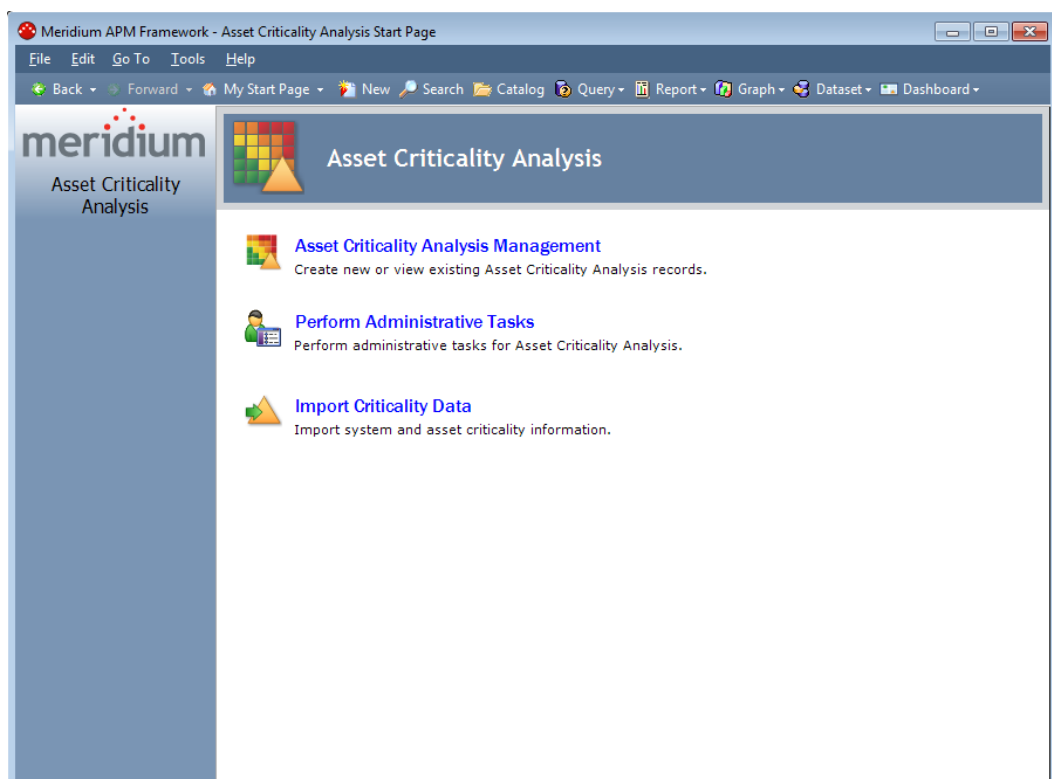 Meridium APM Framework - Asset Criticality Analysis Start Page
File Edit Go To Tools Help
Back Forward My Start Page New Search Catalog Query Report Graph Dataset Dashboard
meridium
Asset Criticality
Analysis
Asset Criticality Analysis
Asset Criticality Analysis Management
Create new or view existing Asset Criticality Analysis records.
Perform Administrative Tasks
Perform administrative tasks for Asset Criticality Analysis.
Import Criticality Data
Import system and asset criticality information.